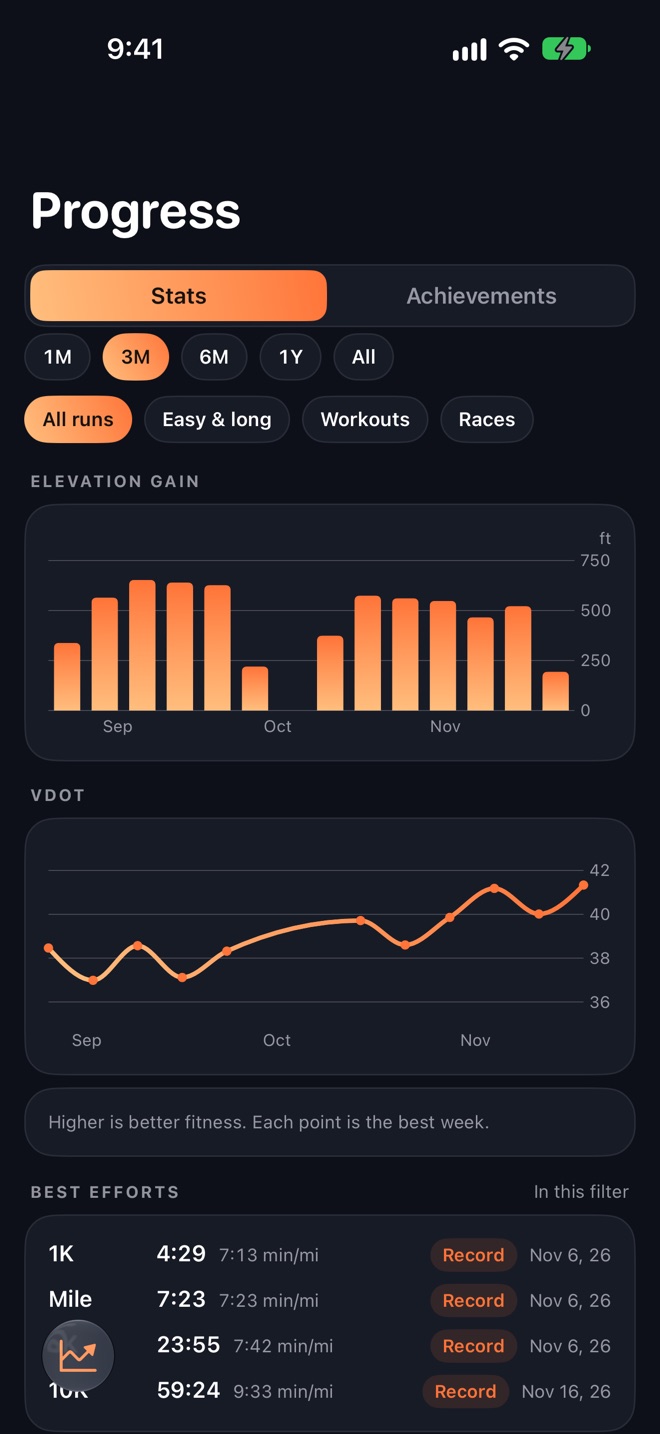 9:41
Progress
Stats Achievements
1M 3M 6M 1Y All
All runs Easy & long Workouts Races
ELEVATION GAIN
ft
750
500
250
0
Sep Oct Nov
VDOT
42
40
38
36
Sep Oct Nov
Higher is better fitness. Each point is the best week.
BEST EFFORTS In this filter
1K 4:29 7:13 min/mi Record Nov 6, 26
Mile 7:23 7:23 min/mi Record Nov 6, 26
23:55 7:42 min/mi Record Nov 6, 26
10K 59:24 9:33 min/mi Record Nov 16, 26